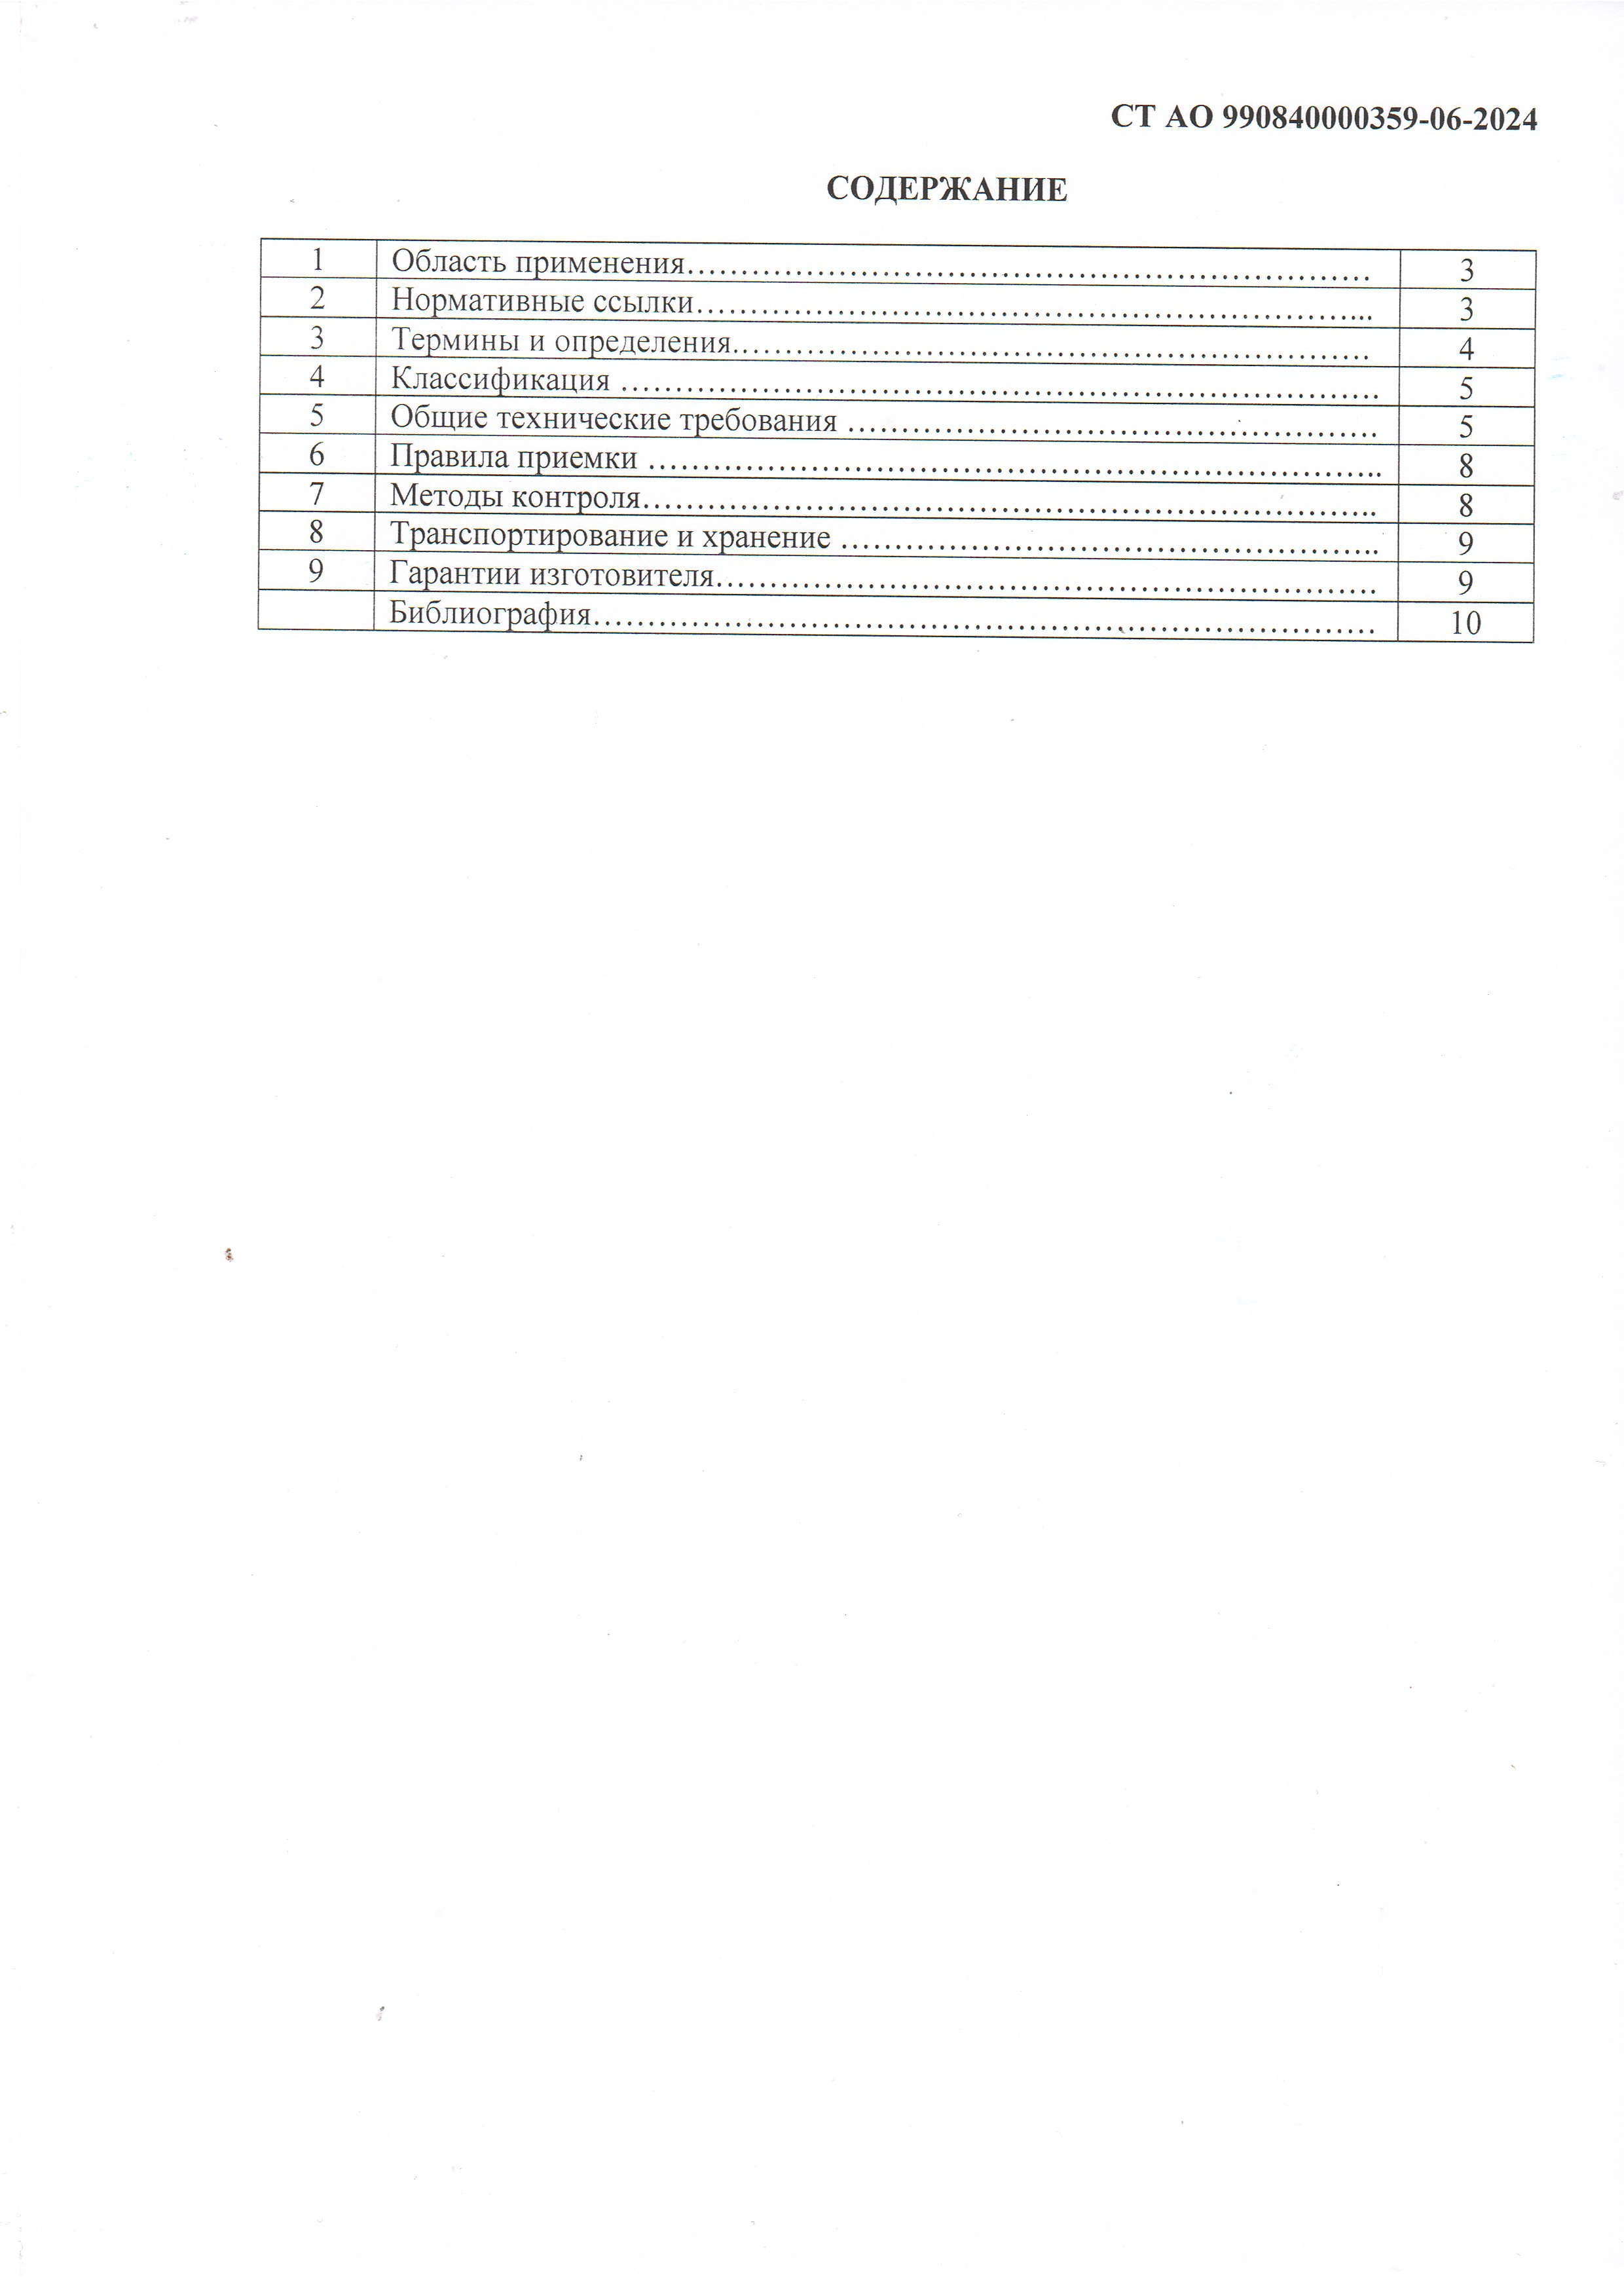 СТ АО 990840000359-06-2024
СОДЕРЖАНИЕ
1 Область применения…………………………………………………………… 3
2 Нормативные ссылки………………………………………………………….. 3
3 Термины и определения……………………………………………………… 4
4 Классификация ………………………………………………………………… 5
5 Общие технические требования ……………………………………………… 5
6 Правила приемки ……………………………………………………………….. 8
7 Методы контроля……………………………………………………………….. 8
8 Транспортирование и хранение ……………………………………………….. 9
9 Гарантии изготовителя………………………………………………………… 9
Библиография…………………………………………………………………… 10